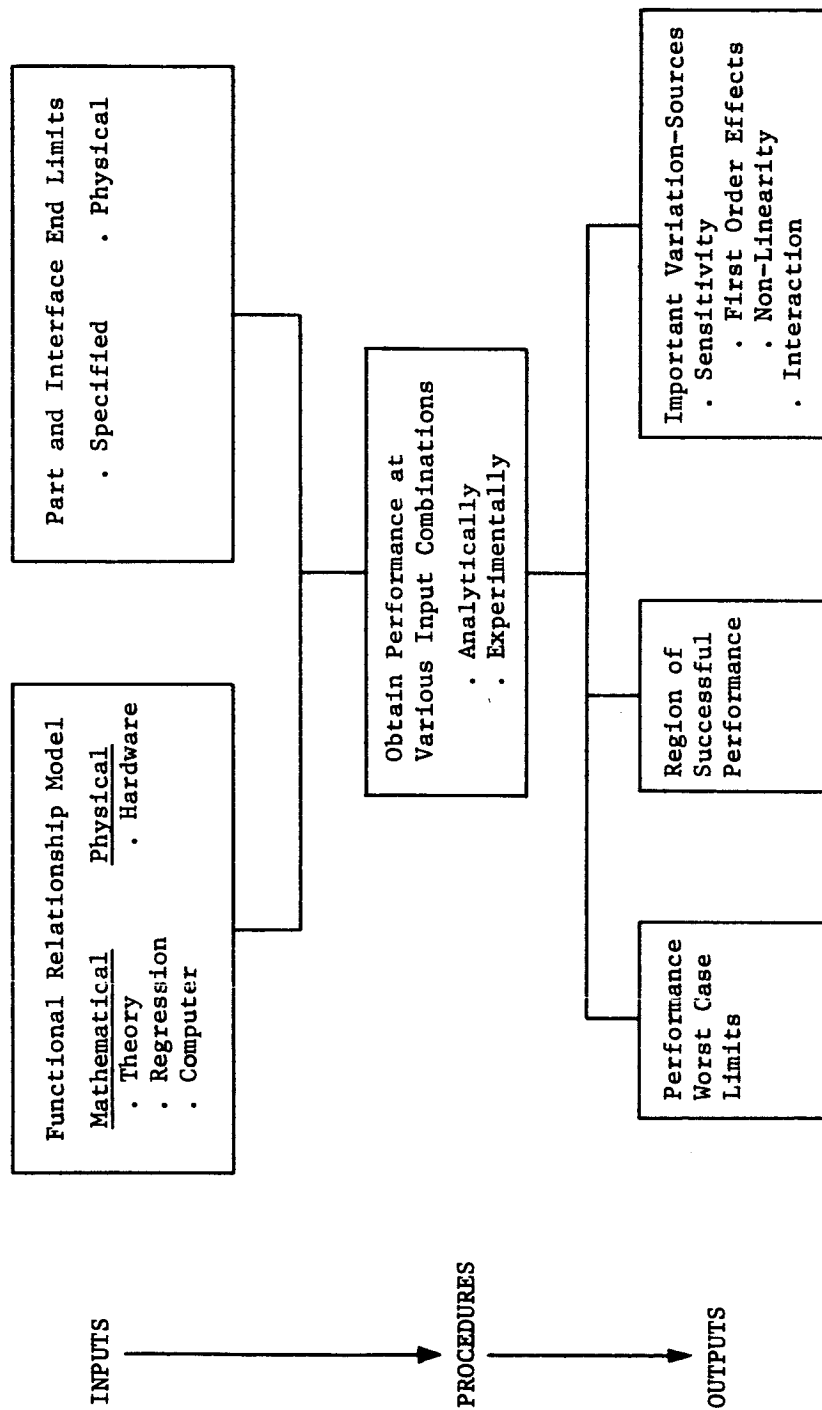 INPUTS
Functional Relationship Model
Mathematical Physical
. Theory . Hardware
. Regression
. Computer
Part and Interface End Limits
. Specified . Physical
PROCEDURES
Obtain Performance at
Various Input Combinations
. Analytically
. Experimentally
OUTPUTS
Performance
Worst Case
Limits
Region of
Successful
Performance
Important Variation-Sources
. Sensitivity
. First Order Effects
. Non-Linearity
. Interaction